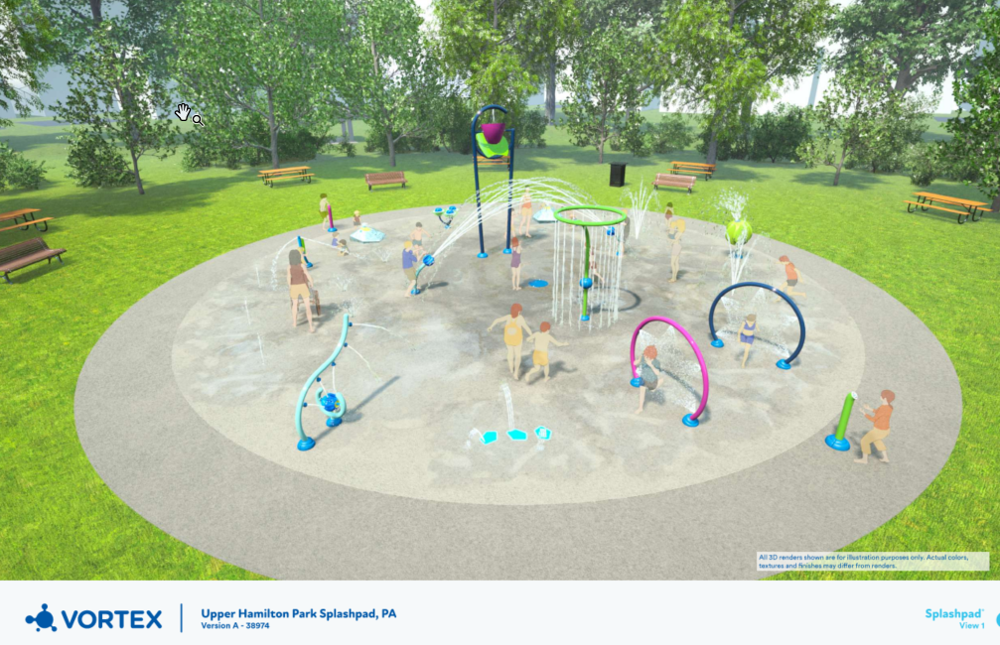 All 3D renders shown are for illustration purposes only. Actual colors,
textures and finishes may differ from renders.
VORTEX
Upper Hamilton Park Splashpad, PA
Version A - 38974
Splashpad®
View 1